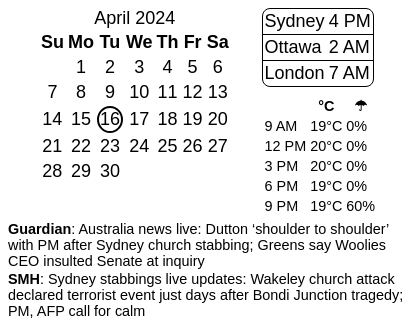 April 2024
Su Mo Tu We Th Fr Sa
1 2 3 4 5 6
7 8 9 10 11 12 13
14 15 16 17 18 19 20
21 22 23 24 25 26 27
28 29 30
Sydney 4 PM
Ottawa 2 AM
London 7 AM
°C ☂
9 AM 19°C 0%
12 PM 20°C 0%
3 PM 20°C 0%
6 PM 19°C 0%
9 PM 19°C 60%
Guardian: Australia news live: Dutton ‘shoulder to shoulder’
with PM after Sydney church stabbing; Greens say Woolies
CEO insulted Senate at inquiry
SMH: Sydney stabbings live updates: Wakeley church attack
declared terrorist event just days after Bondi Junction tragedy;
PM, AFP call for calm